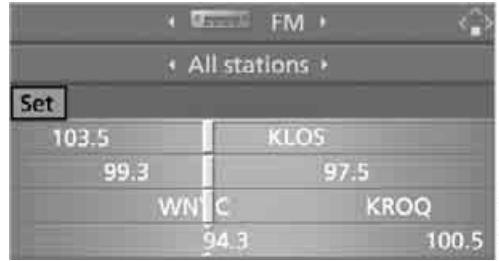 FM
All stations
Set
103.5 KLOS
99.3 97.5
WNYC KROQ
94.3 100.5